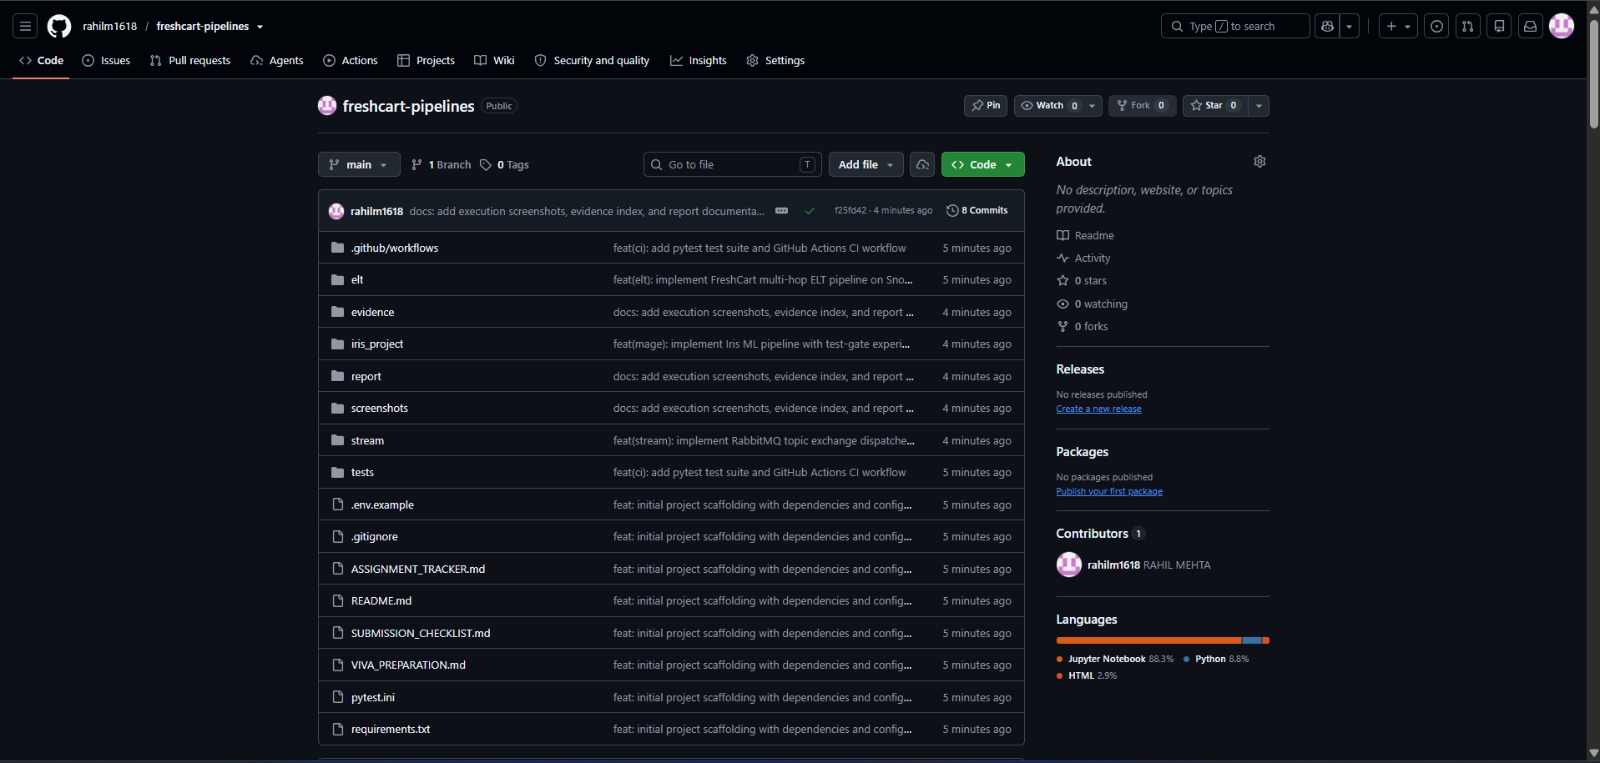 rahilm1618 / freshcart-pipelines
Type / to search
Code Issues Pull requests Agents Actions Projects Wiki Security and quality Insights Settings
freshcart-pipelines Public
Pin Watch 0 Fork 0 Star 0
main 1 Branch 0 Tags Go to file T Add file Code
rahilm1618 docs: add execution screenshots, evidence index, and report documenta... f25fd42 · 4 minutes ago 8 Commits
.github/workflows feat(ci): add pytest test suite and GitHub Actions CI workflow 5 minutes ago
elt feat(elt): implement FreshCart multi-hop ELT pipeline on Sno... 5 minutes ago
evidence docs: add execution screenshots, evidence index, and report ... 4 minutes ago
iris_project feat(mage): implement Iris ML pipeline with test-gate experi... 4 minutes ago
report docs: add execution screenshots, evidence index, and report ... 4 minutes ago
screenshots docs: add execution screenshots, evidence index, and report ... 4 minutes ago
stream feat(stream): implement RabbitMQ topic exchange dispatche... 4 minutes ago
tests feat(ci): add pytest test suite and GitHub Actions CI workflow 5 minutes ago
.env.example feat: initial project scaffolding with dependencies and config... 5 minutes ago
.gitignore feat: initial project scaffolding with dependencies and config... 5 minutes ago
ASSIGNMENT_TRACKER.md feat: initial project scaffolding with dependencies and config... 5 minutes ago
README.md feat: initial project scaffolding with dependencies and config... 5 minutes ago
SUBMISSION_CHECKLIST.md feat: initial project scaffolding with dependencies and config... 5 minutes ago
VIVA_PREPARATION.md feat: initial project scaffolding with dependencies and config... 5 minutes ago
pytest.ini feat: initial project scaffolding with dependencies and config... 5 minutes ago
requirements.txt feat: initial project scaffolding with dependencies and config... 5 minutes ago
About
No description, website, or topics
provided.
Readme
Activity
0 stars
0 watching
0 forks
Releases
No releases published
Create a new release
Packages
No packages published
Publish your first package
Contributors 1
rahilm1618 RAHIL MEHTA
Languages
Jupyter Notebook 88.3% Python 8.8%
HTML 2.9%